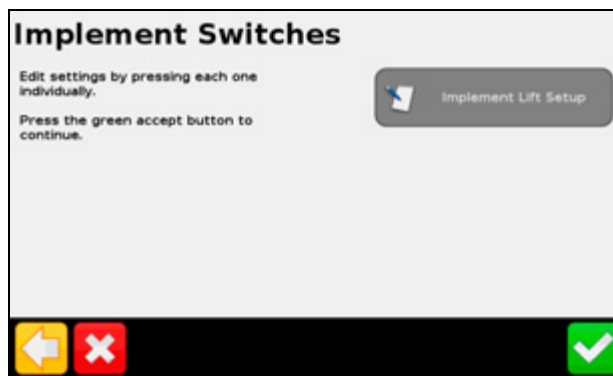 Implement Switches
Edit settings by pressing each one
individually.
Press the green accept button to
continue.
Implement Lift Setup